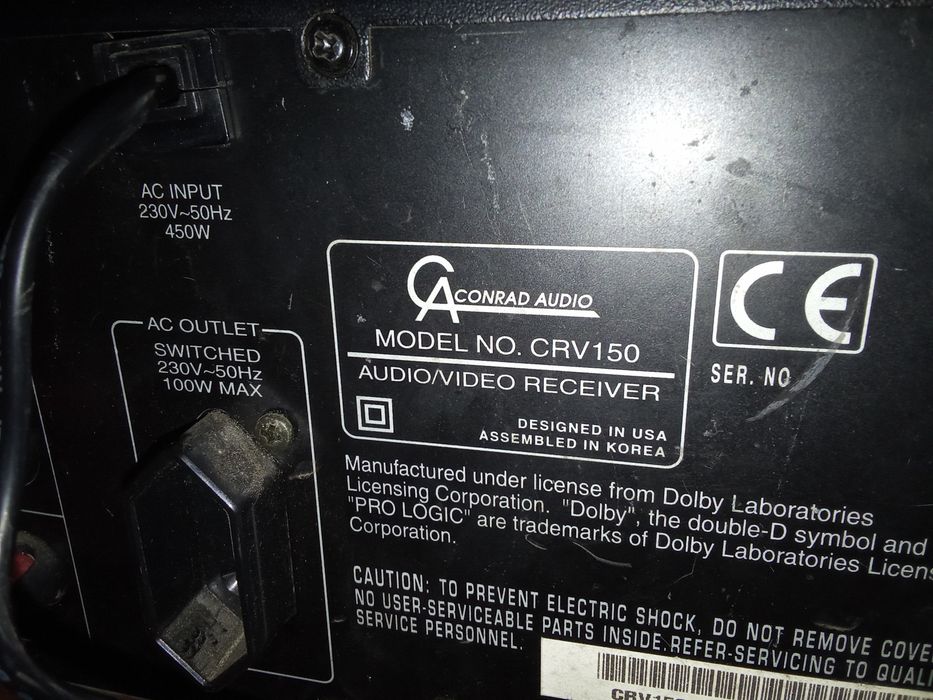 AC INPUT
230V~50Hz
450W
AC OUTLET
SWITCHED
230V~50Hz
100W MAX
CA CONRAD AUDIO
MODEL NO. CRV150
AUDIO/VIDEO RECEIVER
DESIGNED IN USA
ASSEMBLED IN KOREA
CE
SER. NO
Manufactured under license from Dolby Laboratories
Licensing Corporation. "Dolby", the double-D symbol and
"PRO LOGIC" are trademarks of Dolby Laboratories Licens
Corporation.
CAUTION: TO PREVENT ELECTRIC SHOCK, DO NOT REMOVE COVE
NO USER-SERVICEABLE PARTS INSIDE.REFER-SERVICING TO QUALI
SERVICE PERSONNEL.